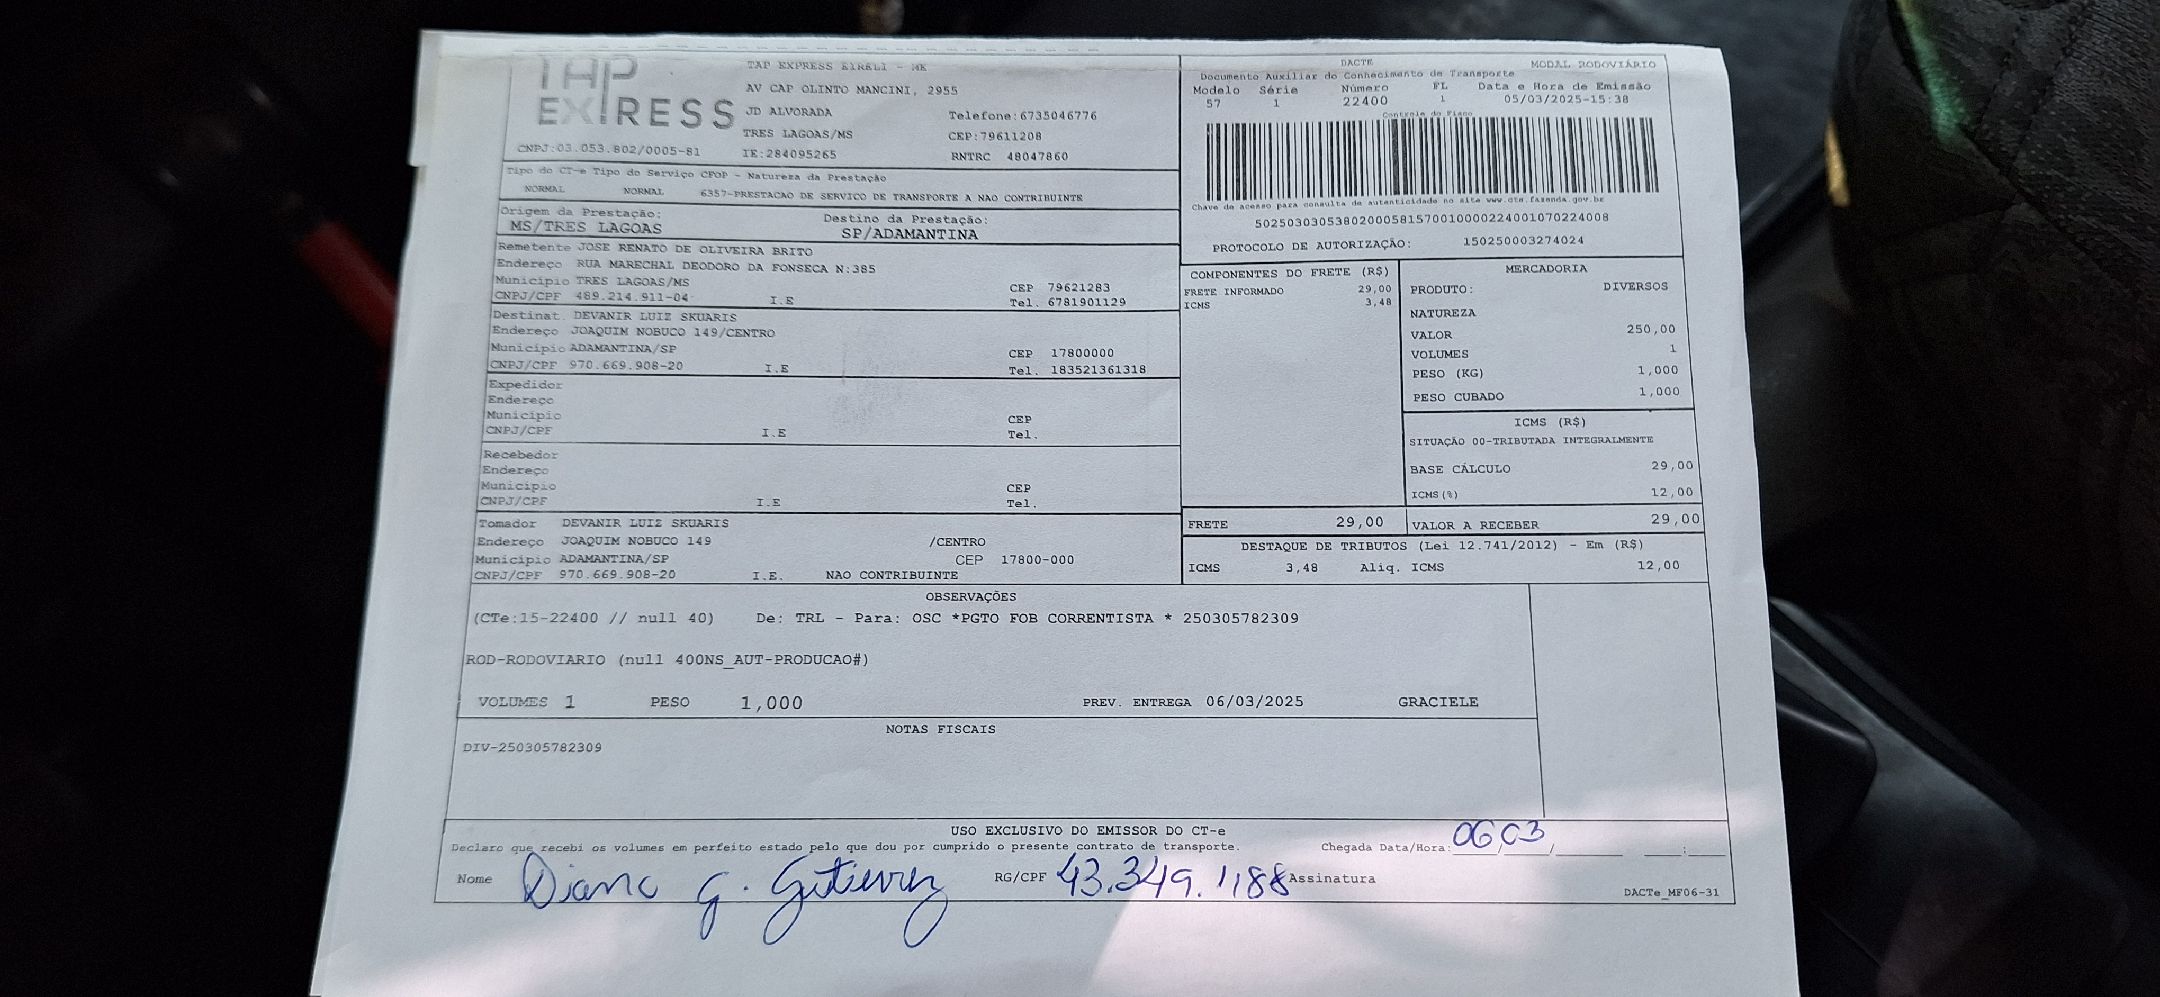 TAP
EXPRESS
CNPJ:03.053.802/0005-81
TAP EXPRESS EIRELI - ME
AV CAP OLINTO MANCINI, 2955
JD ALVORADA Telefone:6735046776
TRES LAGOAS/MS CEP:79611208
IE:284095265 RNTRC 48047860
Tipo do CT-e Tipo do Serviço CFOP - Natureza da Prestação
NORMAL NORMAL 6357-PRESTACAO DE SERVICO DE TRANSPORTE A NAO CONTRIBUINTE
Origem da Prestação: Destino da Prestação:
MS/TRES LAGOAS SP/ADAMANTINA
DACTE MODAL RODOVIÁRIO
Documento Auxiliar do Conhecimento de Transporte
Modelo Série Número FL Data e Hora de Emissão
57 1 22400 1 05/03/2025-15:38
Controle do Fisco
Chave de acesso para consulta de autenticidade no site www.cte.fazenda.gov.br
50250303053802000581570010000224001070224008
PROTOCOLO DE AUTORIZAÇÃO: 150250003274024
Remetente JOSE RENATO DE OLIVEIRA BRITO
Endereço RUA MARECHAL DEODORO DA FONSECA N:385
Município TRES LAGOAS/MS CEP 79621283
CNPJ/CPF 489.214.911-04 I.E Tel. 6781901129
Destinat. DEVANIR LUIZ SKUARIS
Endereço JOAQUIM NOBUCO 149/CENTRO
Município ADAMANTINA/SP CEP 17800000
CNPJ/CPF 970.669.908-20 I.E Tel. 183521361318
Expedidor
Endereço
Município CEP
CNPJ/CPF I.E Tel.
Recebedor
Endereço
Município CEP
CNPJ/CPF I.E Tel.
Tomador DEVANIR LUIZ SKUARIS
Endereço JOAQUIM NOBUCO 149 /CENTRO
Município ADAMANTINA/SP CEP 17800-000
CNPJ/CPF 970.669.908-20 I.E. NAO CONTRIBUINTE
COMPONENTES DO FRETE (R$)
FRETE INFORMADO 29,00
ICMS 3,48
MERCADORIA
PRODUTO: DIVERSOS
NATUREZA
VALOR 250,00
VOLUMES 1
PESO (KG) 1,000
PESO CUBADO 1,000
ICMS (R$)
SITUAÇÃO 00-TRIBUTADA INTEGRALMENTE
BASE CÁLCULO 29,00
ICMS(%) 12,00
FRETE 29,00 VALOR A RECEBER 29,00
DESTAQUE DE TRIBUTOS (Lei 12.741/2012) - Em (R$)
ICMS 3,48 Aliq. ICMS 12,00
OBSERVAÇÕES
(CTe:15-22400 // null 40) De: TRL - Para: OSC *PGTO FOB CORRENTISTA * 250305782309
ROD-RODOVIARIO (null 400NS_AUT-PRODUCAO#)
VOLUMES 1 PESO 1,000 PREV. ENTREGA 06/03/2025 GRACIELE
NOTAS FISCAIS
DIV-250305782309
USO EXCLUSIVO DO EMISSOR DO CT-e
Declaro que recebi os volumes em perfeito estado pelo que dou por cumprido o presente contrato de transporte. Chegada Data/Hora: 06 03
Nome Diana G. Gutierrez RG/CPF 43.349.1188 Assinatura
DACTe_MF06-31